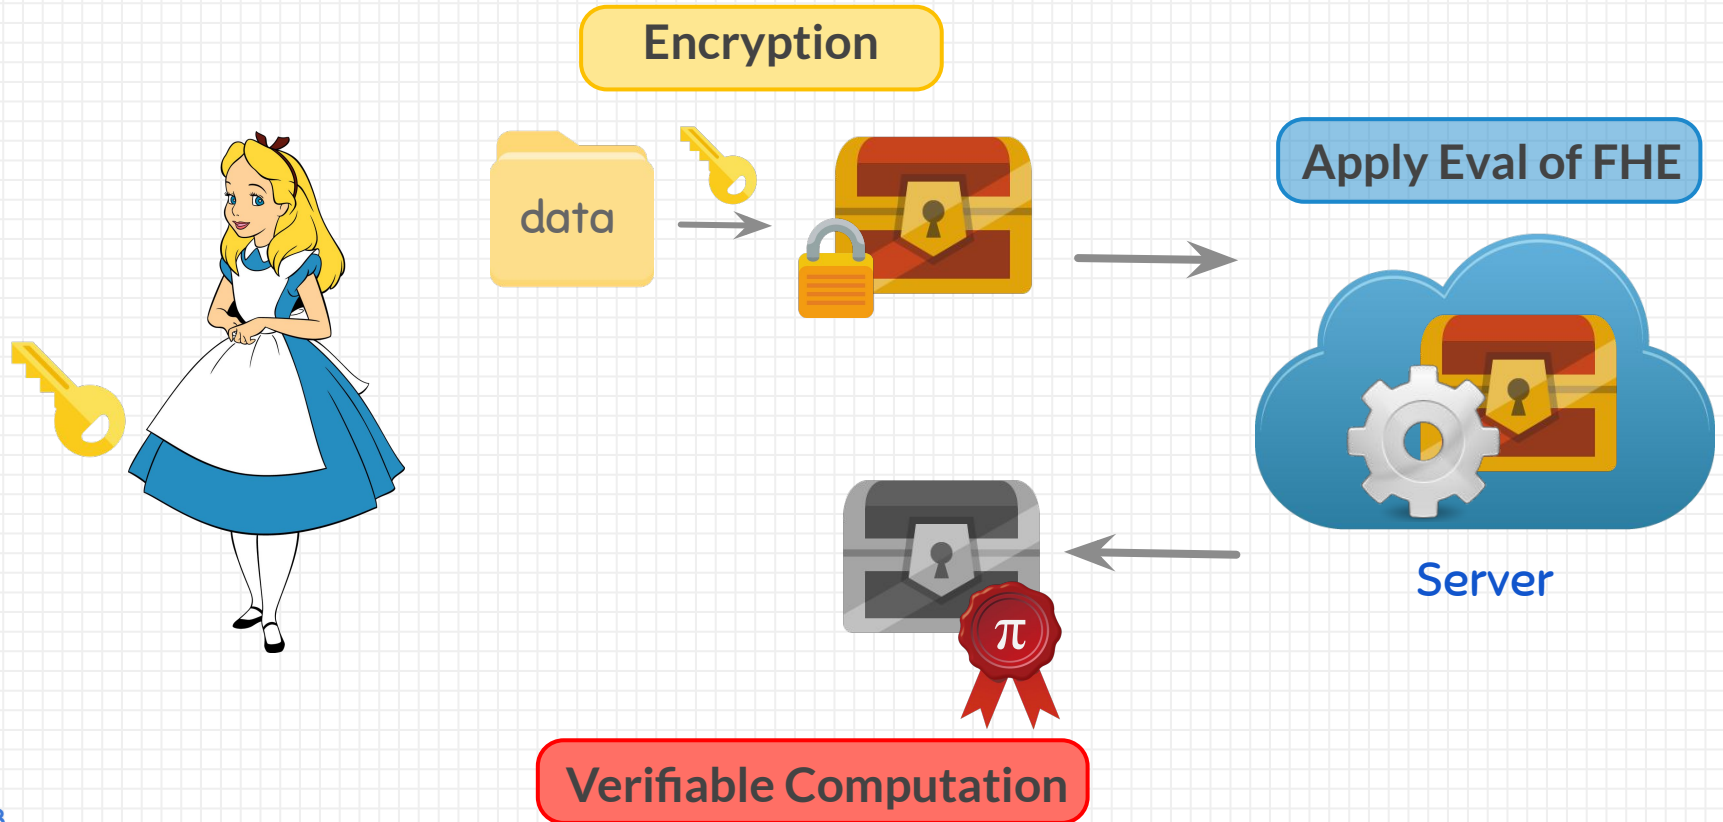 Encryption
data
Apply Eval of FHE
Server
π
Verifiable Computation